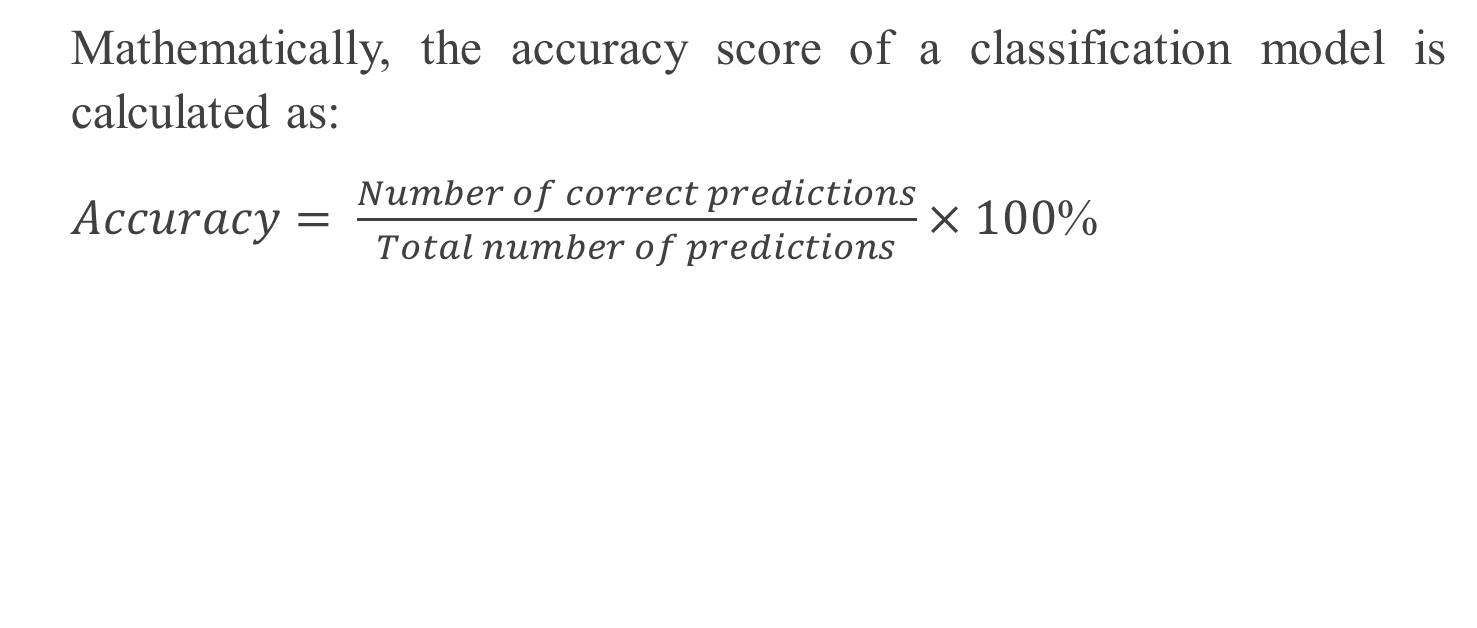 Mathematically, the accuracy score of a classification model is
calculated as:
Accuracy = Number of correct predictions / Total number of predictions × 100%